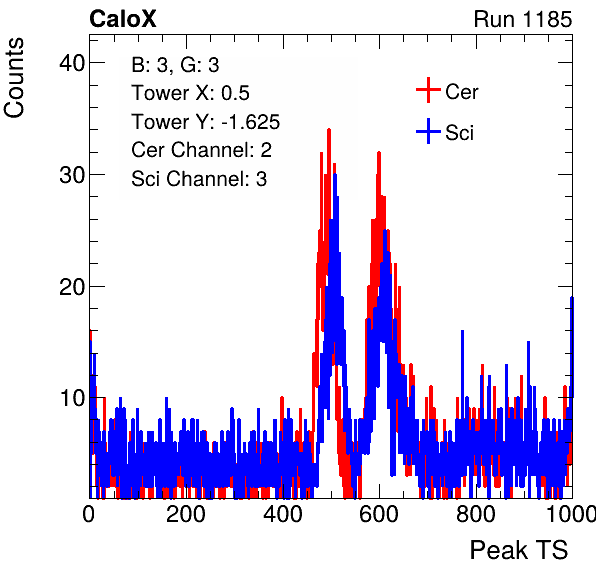 CaloX Run 1185
Counts
40
30
20
10
B: 3, G: 3
Tower X: 0.5
Tower Y: -1.625
Cer Channel: 2
Sci Channel: 3
Cer
Sci
0 200 400 600 800 1000
Peak TS